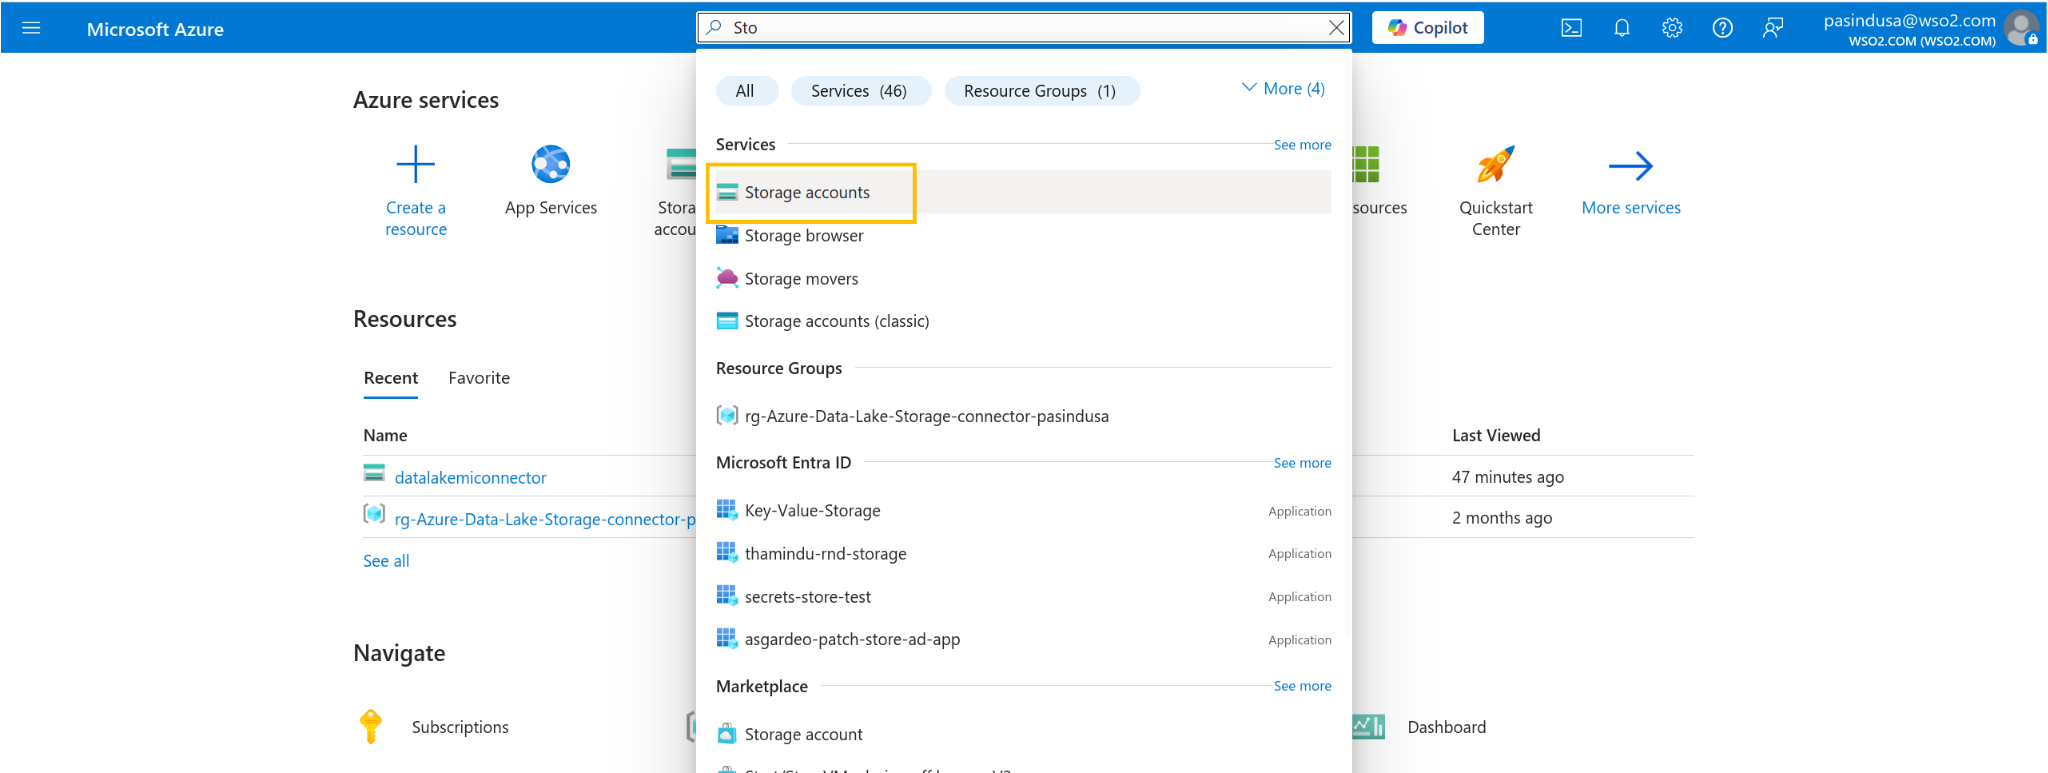 Microsoft Azure
Sto
Copilot
pasindusa@wso2.com
WSO2.COM (WSO2.COM)
All
Services (46)
Resource Groups (1)
More (4)
Azure services
Create a
resource
App Services
Stora
accou
sources
Quickstart
Center
More services
Services
See more
Storage accounts
Storage browser
Storage movers
Storage accounts (classic)
Resource Groups
rg-Azure-Data-Lake-Storage-connector-pasindusa
Microsoft Entra ID
See more
Key-Value-Storage
Application
thamindu-rnd-storage
Application
secrets-store-test
Application
asgardeo-patch-store-ad-app
Application
Marketplace
See more
Storage account
Resources
Recent
Favorite
Name
Last Viewed
datalakemiconnector
47 minutes ago
rg-Azure-Data-Lake-Storage-connector-p
2 months ago
See all
Navigate
Subscriptions
Dashboard